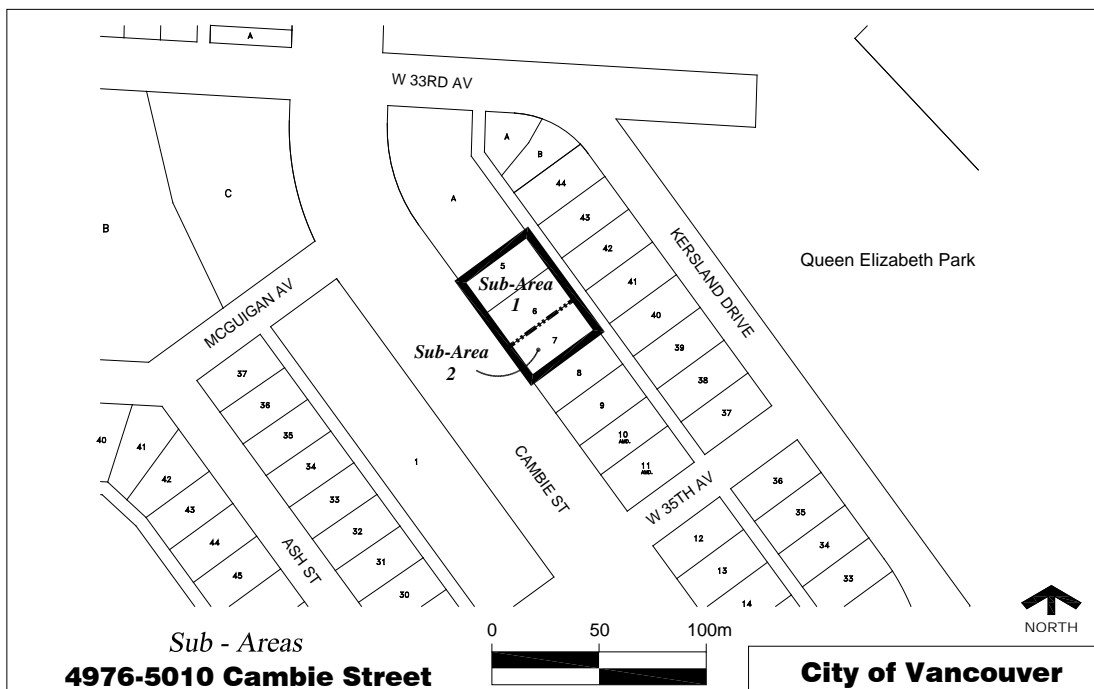 A
W 33RD AV
A
B
C
A
44
B
43
5
42
KERSLAND DRIVE
Queen Elizabeth Park
Sub-Area
1
41
6
MCGUIGAN AV
40
7
Sub-Area
2
39
37
8
38
36
9
37
40
41
35
10
AMD.
42
34
1
11
AMD.
CAMBIE ST
36
43
33
W 35TH AV
35
44
32
12
34
45
ASH ST
31
13
33
30
14
NORTH
Sub - Areas
0 50 100m
4976-5010 Cambie Street
City of Vancouver